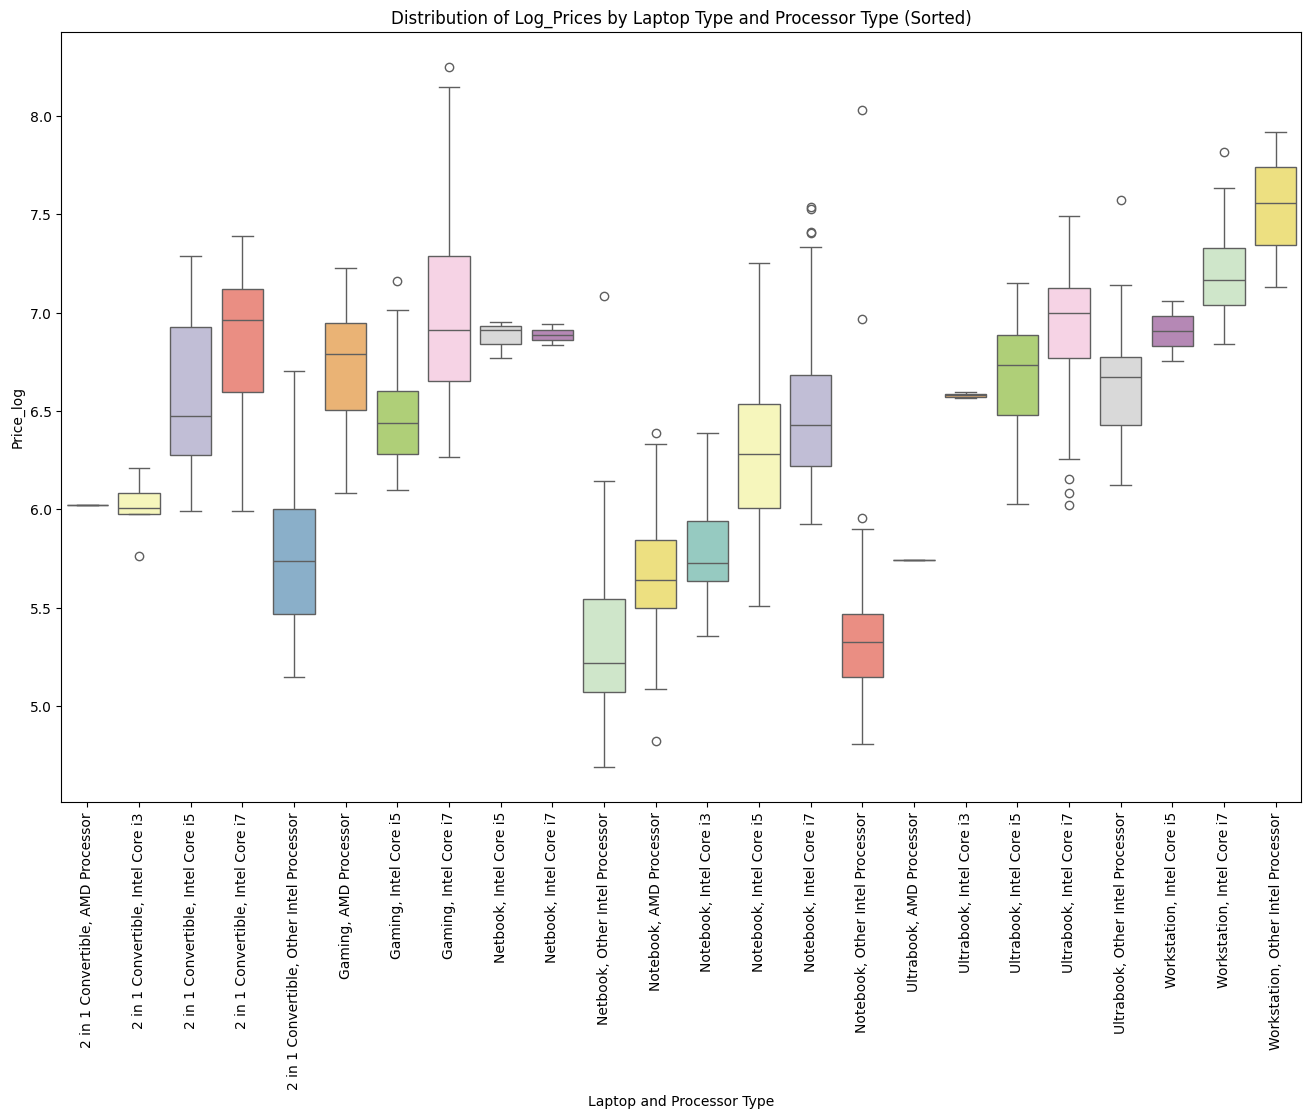 Distribution of Log_Prices by Laptop Type and Processor Type (Sorted)
Price_log
8.0
7.5
7.0
6.5
6.0
5.5
5.0
2 in 1 Convertible, AMD Processor
2 in 1 Convertible, Intel Core i3
2 in 1 Convertible, Intel Core i5
2 in 1 Convertible, Intel Core i7
2 in 1 Convertible, Other Intel Processor
Gaming, AMD Processor
Gaming, Intel Core i5
Gaming, Intel Core i7
Netbook, Intel Core i5
Netbook, Intel Core i7
Netbook, Other Intel Processor
Notebook, AMD Processor
Notebook, Intel Core i3
Notebook, Intel Core i5
Notebook, Intel Core i7
Notebook, Other Intel Processor
Ultrabook, AMD Processor
Ultrabook, Intel Core i3
Ultrabook, Intel Core i5
Ultrabook, Intel Core i7
Ultrabook, Other Intel Processor
Workstation, Intel Core i5
Workstation, Intel Core i7
Workstation, Other Intel Processor
Laptop and Processor Type